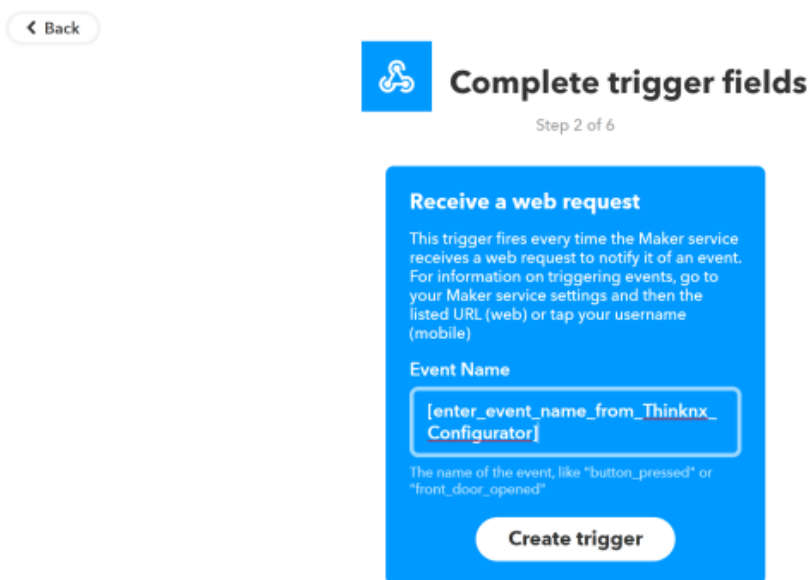 Back
Complete trigger fields
Step 2 of 6
Receive a web request
This trigger fires every time the Maker service
receives a web request to notify it of an event.
For information on triggering events, go to
your Maker service settings and then the
listed URL (web) or tap your username
(mobile)
Event Name
[enter_event_name_from_Thinknx_
Configurator]
The name of the event, like "button_pressed" or
"front_door_opened"
Create trigger